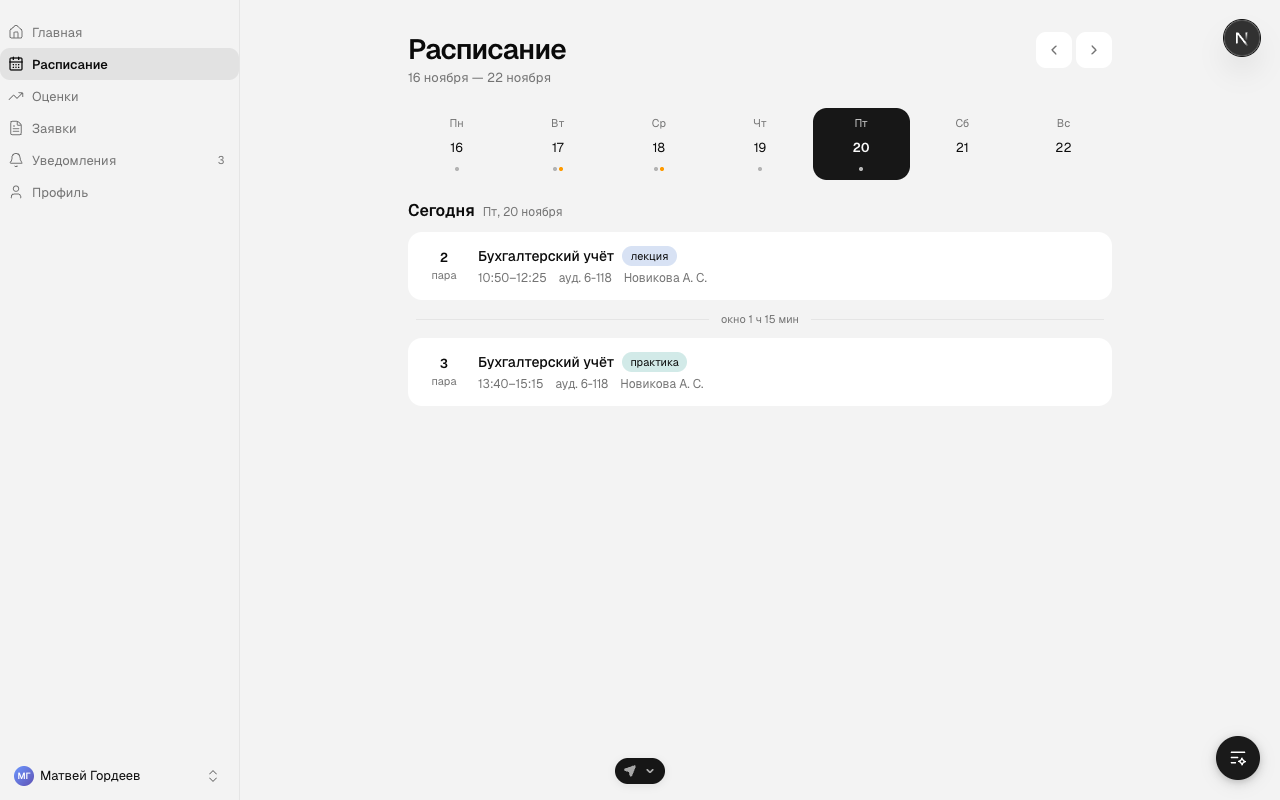 Главная
Расписание
Оценки
Заявки
Уведомления 3
Профиль
Матвей Гордеев
МГ
Расписание
16 ноября — 22 ноября
Пн Вт Ср Чт Пт Сб Вс
16 17 18 19 20 21 22
Сегодня Пт, 20 ноября
2 Бухгалтерский учёт лекция
пара 10:50–12:25 ауд. 6-118 Новикова А. С.
окно 1 ч 15 мин
3 Бухгалтерский учёт практика
пара 13:40–15:15 ауд. 6-118 Новикова А. С.
N